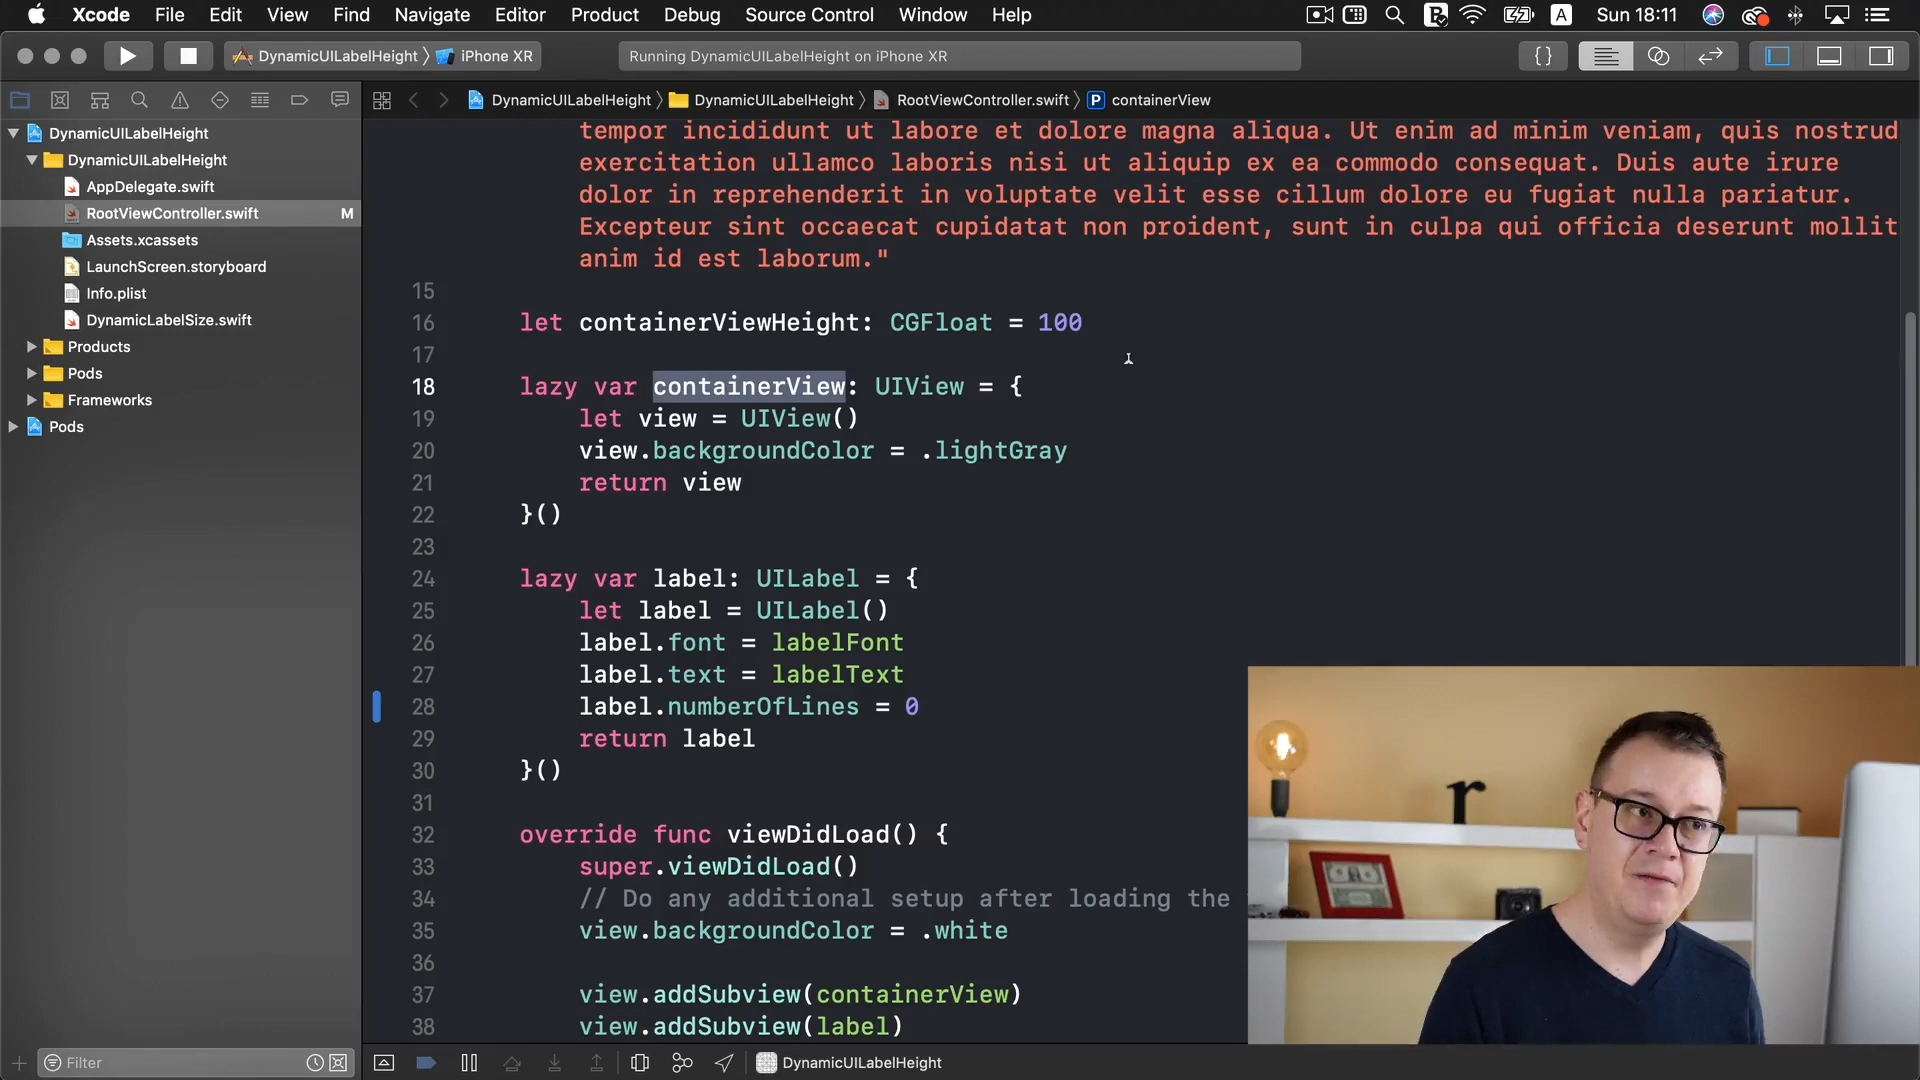 Xcode File Edit View Find Navigate Editor Product Debug Source Control Window Help A Sun 18:11
DynamicUILabelHeight 〉 iPhone XR Running DynamicUILabelHeight on iPhone XR {}
DynamicUILabelHeight 〉 DynamicUILabelHeight 〉 RootViewController.swift 〉 P containerView
DynamicUILabelHeight
DynamicUILabelHeight
AppDelegate.swift
RootViewController.swift M
Assets.xcassets
LaunchScreen.storyboard
Info.plist
DynamicLabelSize.swift
Products
Pods
Frameworks
Pods
tempor incididunt ut labore et dolore magna aliqua. Ut enim ad minim veniam, quis nostrud
exercitation ullamco laboris nisi ut aliquip ex ea commodo consequat. Duis aute irure
dolor in reprehenderit in voluptate velit esse cillum dolore eu fugiat nulla pariatur.
Excepteur sint occaecat cupidatat non proident, sunt in culpa qui officia deserunt mollit
anim id est laborum."
15
16 let containerViewHeight: CGFloat = 100
17
18 lazy var containerView: UIView = {
19 let view = UIView()
20 view.backgroundColor = .lightGray
21 return view
22 }()
23
24 lazy var label: UILabel = {
25 let label = UILabel()
26 label.font = labelFont
27 label.text = labelText
28 label.numberOfLines = 0
29 return label
30 }()
31
32 override func viewDidLoad() {
33 super.viewDidLoad()
34 // Do any additional setup after loading the
35 view.backgroundColor = .white
36
37 view.addSubview(containerView)
38 view.addSubview(label)
r
Filter
DynamicUILabelHeight